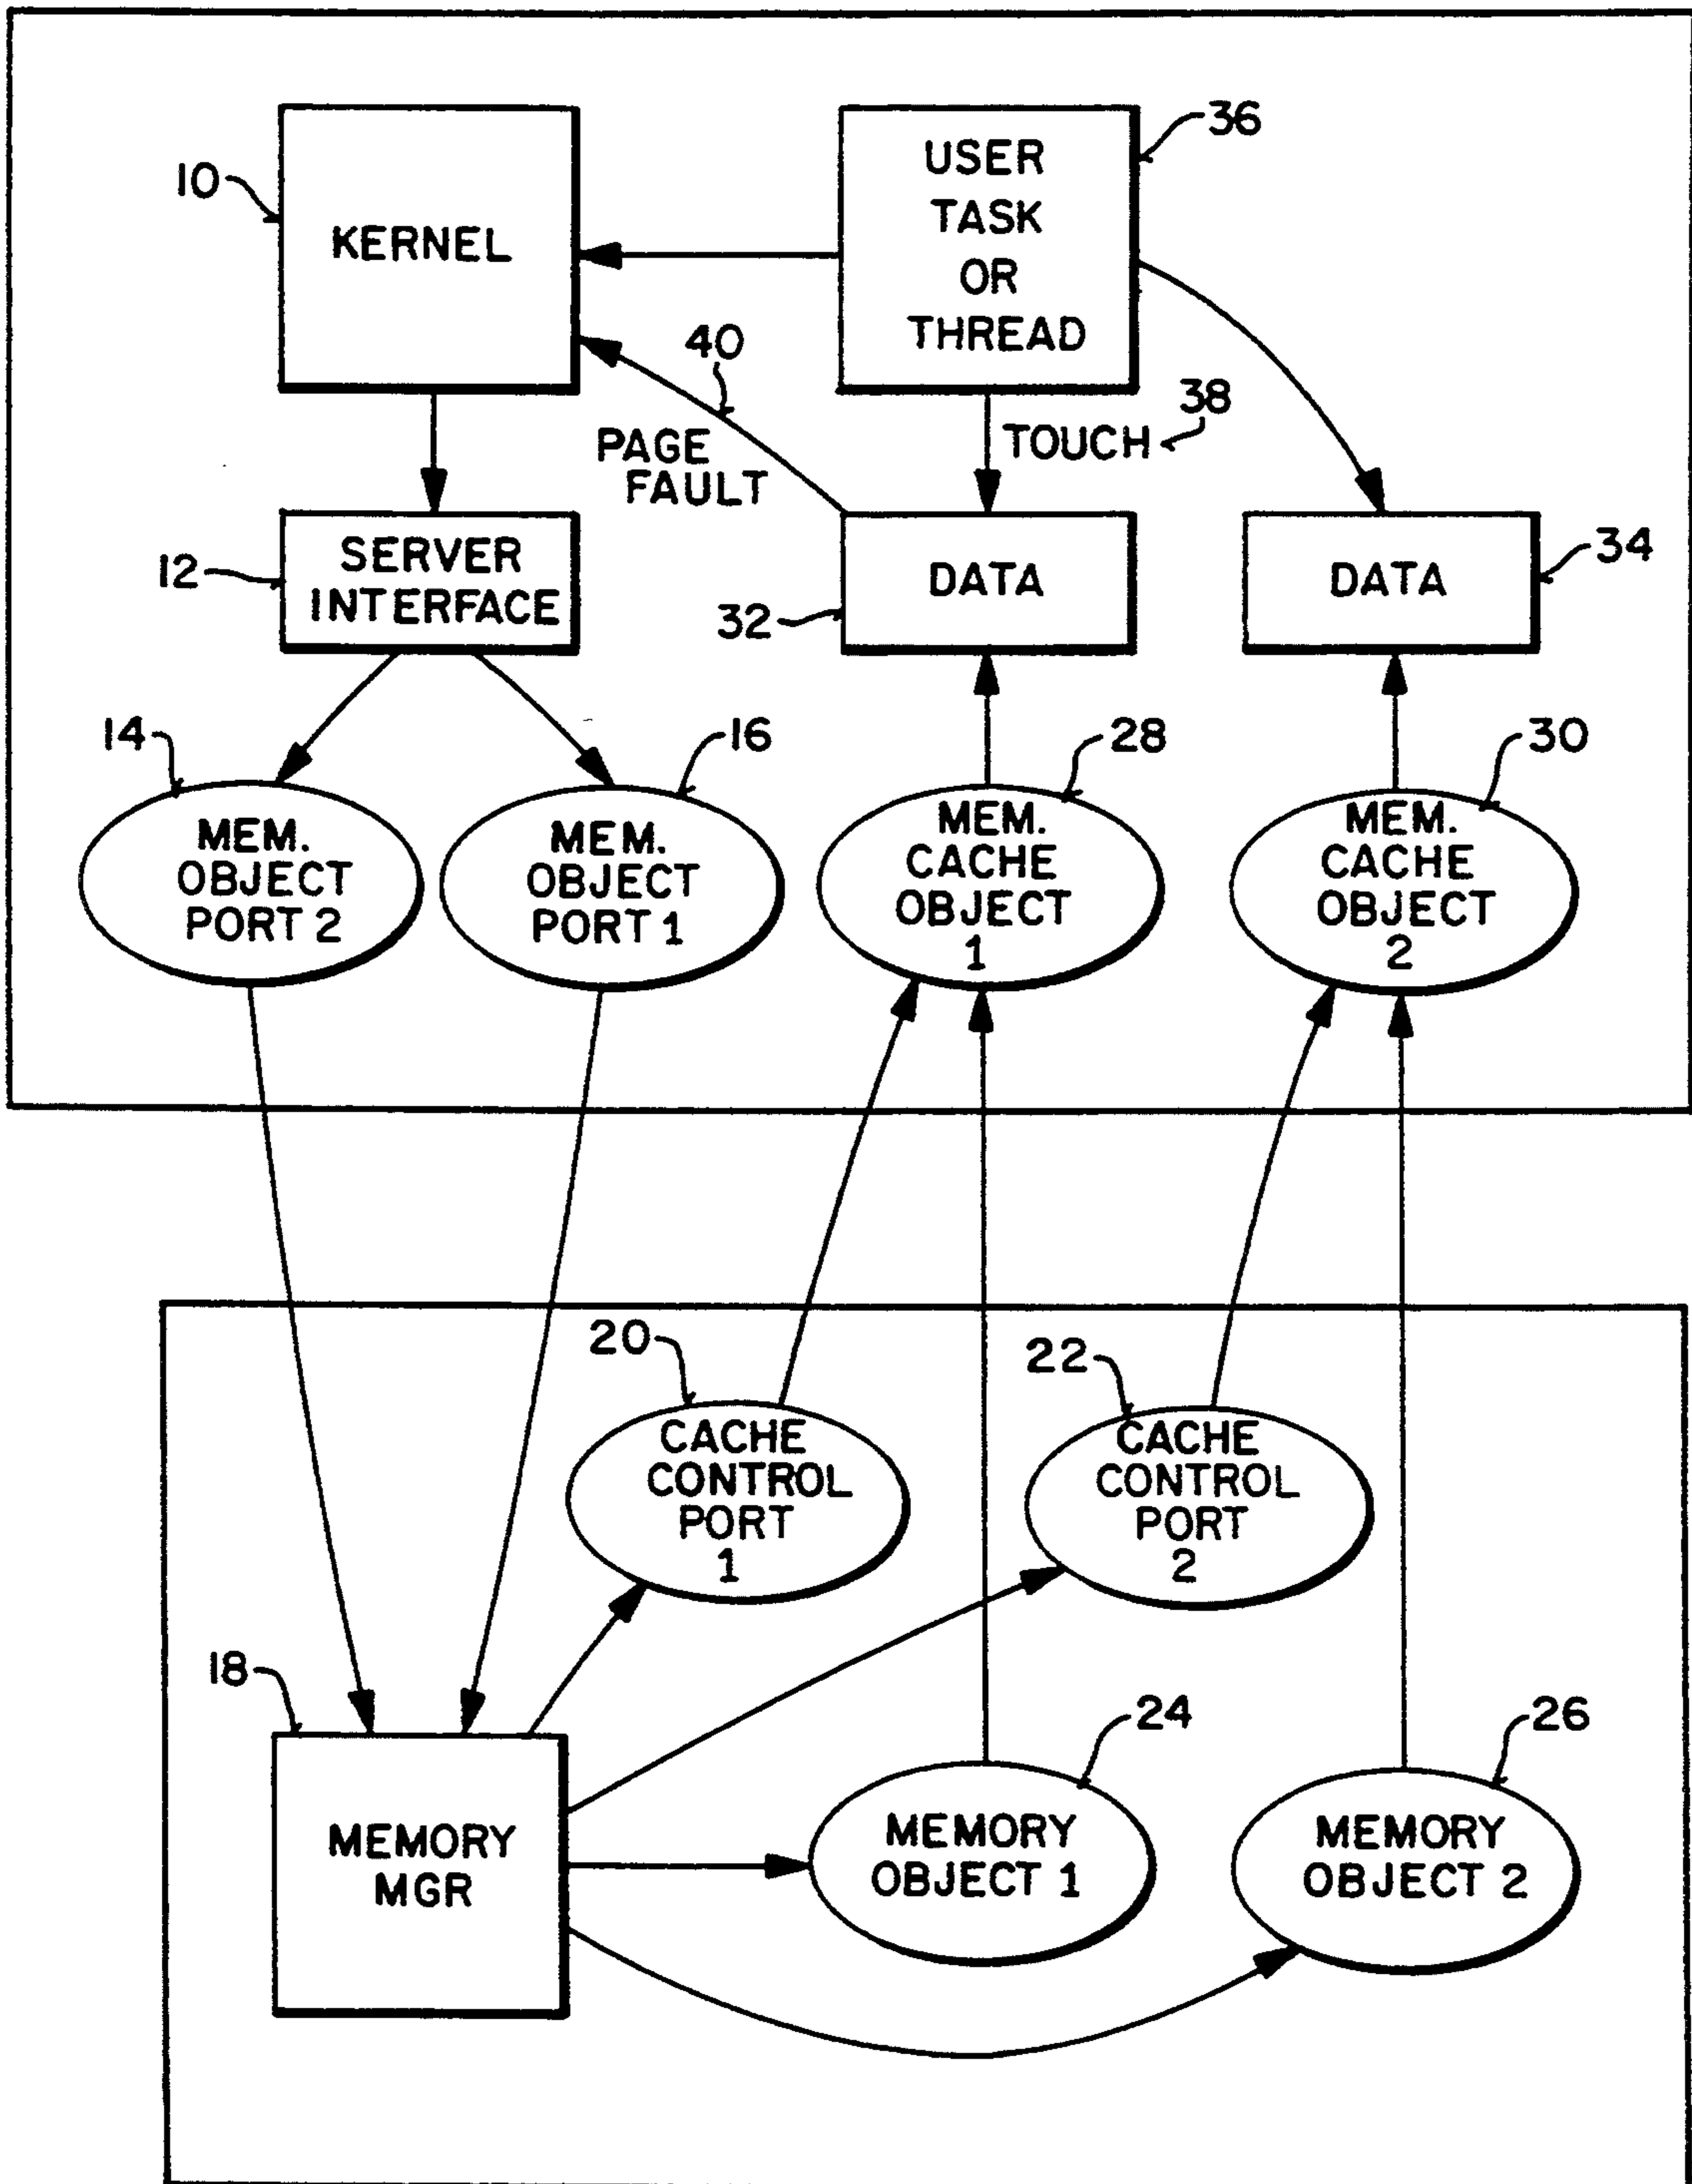 36
10
KERNEL
USER
TASK
OR
THREAD
40
PAGE
FAULT
TOUCH
38
12
SERVER
INTERFACE
32
DATA
DATA
34
14
16
28
30
MEM.
OBJECT
PORT 2
MEM.
OBJECT
PORT 1
MEM.
CACHE
OBJECT
1
MEM.
CACHE
OBJECT
2
20
22
CACHE
CONTROL
PORT
1
CACHE
CONTROL
PORT
2
18
24
26
MEMORY
MGR
MEMORY
OBJECT 1
MEMORY
OBJECT 2